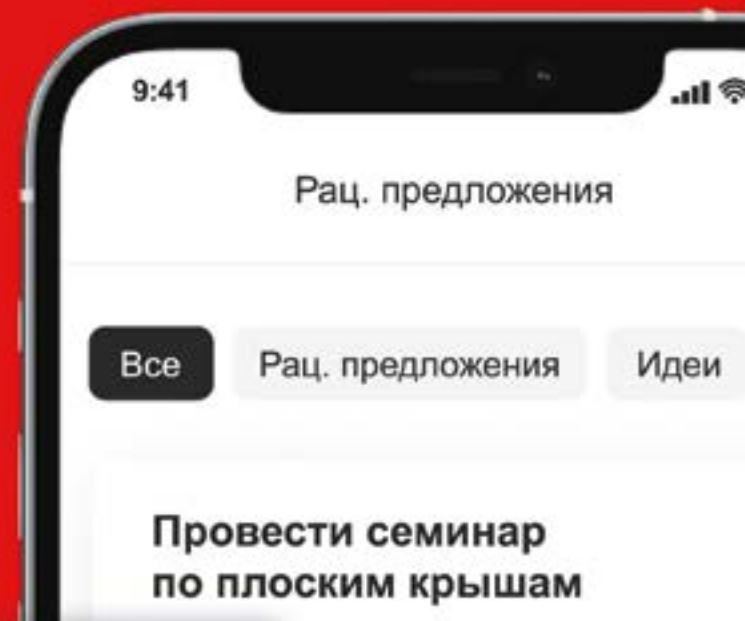 9:41
Рац. предложения
Все Рац. предложения Идеи
Провести семинар
по плоским крышам